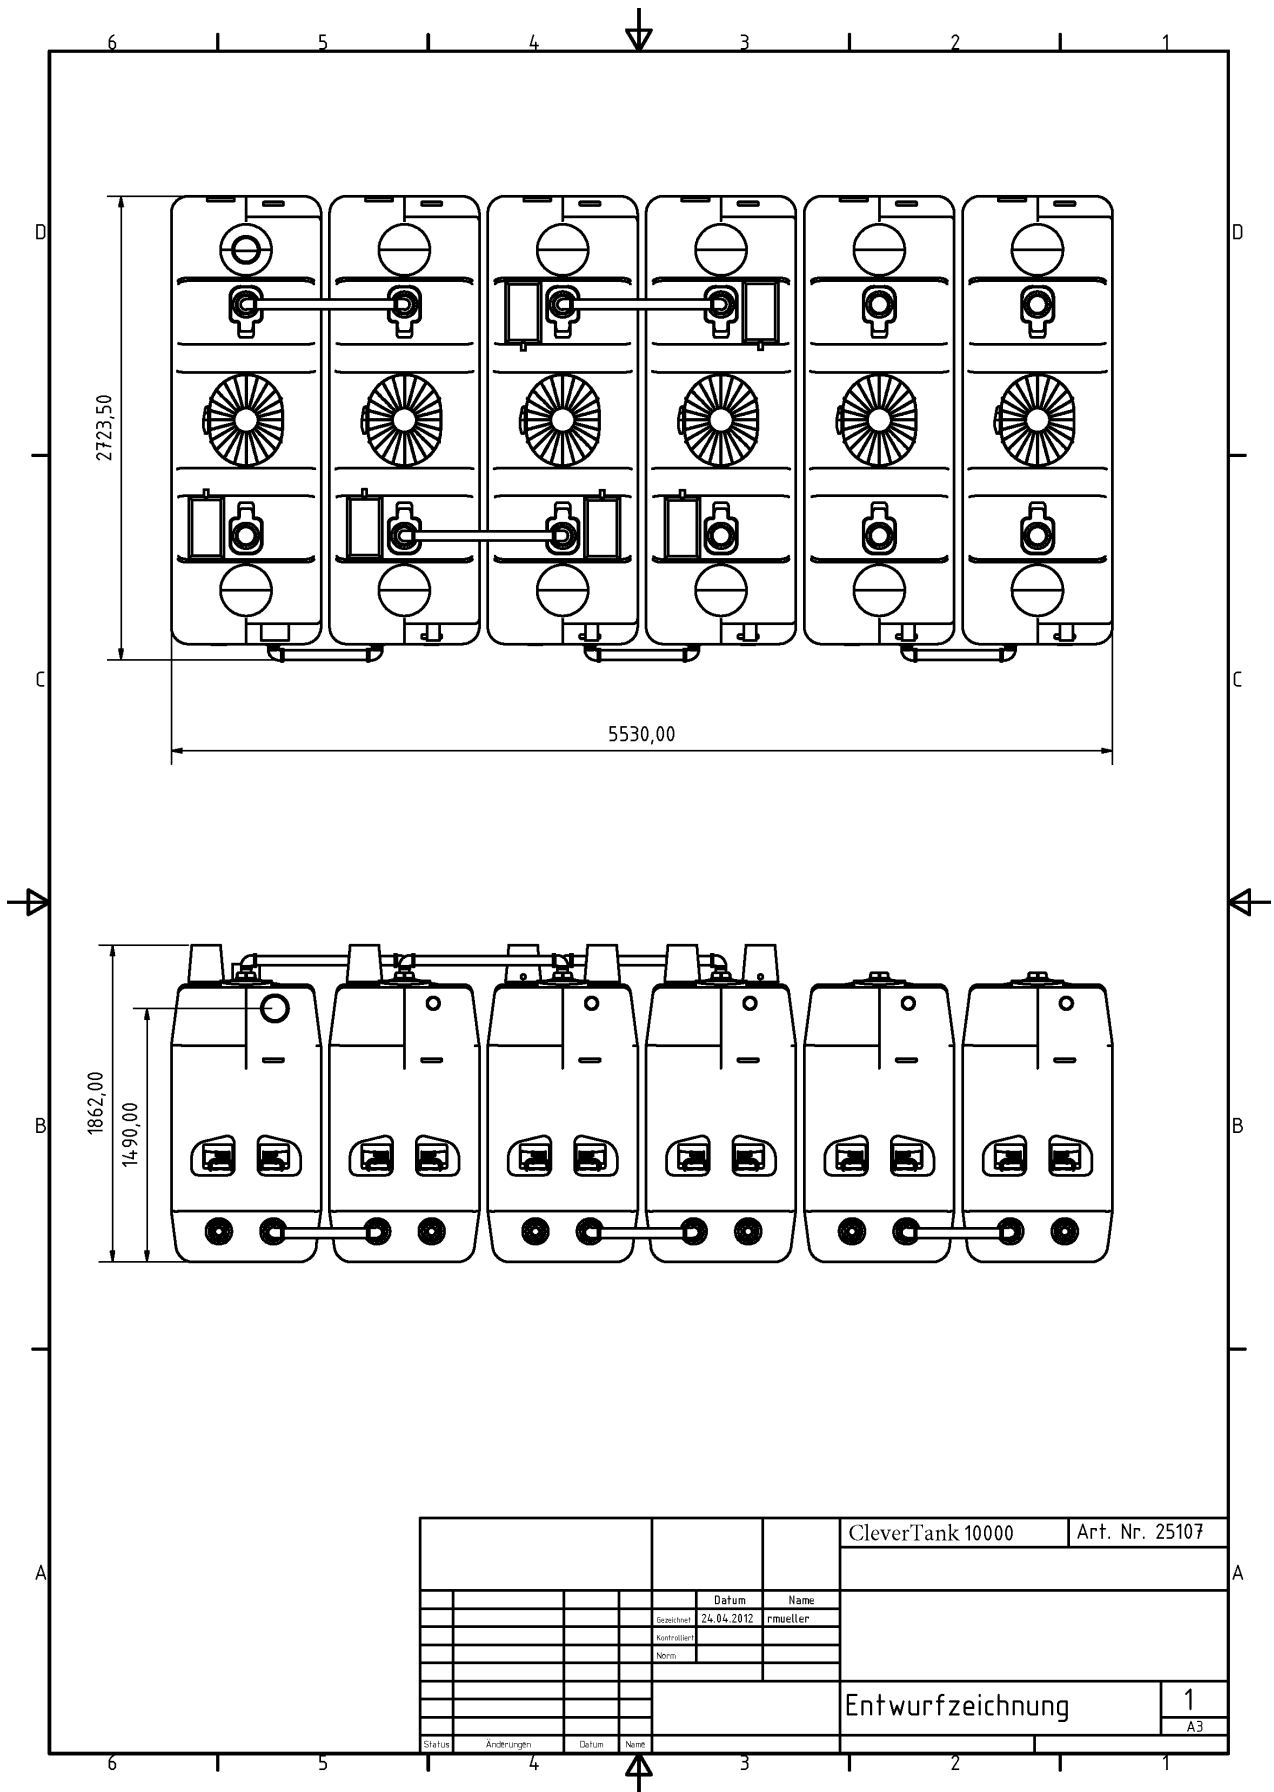 6 5 4 3 2 1
D D
2723,50
C C
5530,00
1862,00
1490,00
B B
CleverTank 10000 Art. Nr. 25107
A A
Datum Name
Gezeichnet 24.04.2012 rmueller
Kontrolliert
Norm
Entwurfzeichnung 1
A3
Status Änderungen Datum Name
6 5 4 3 2 1